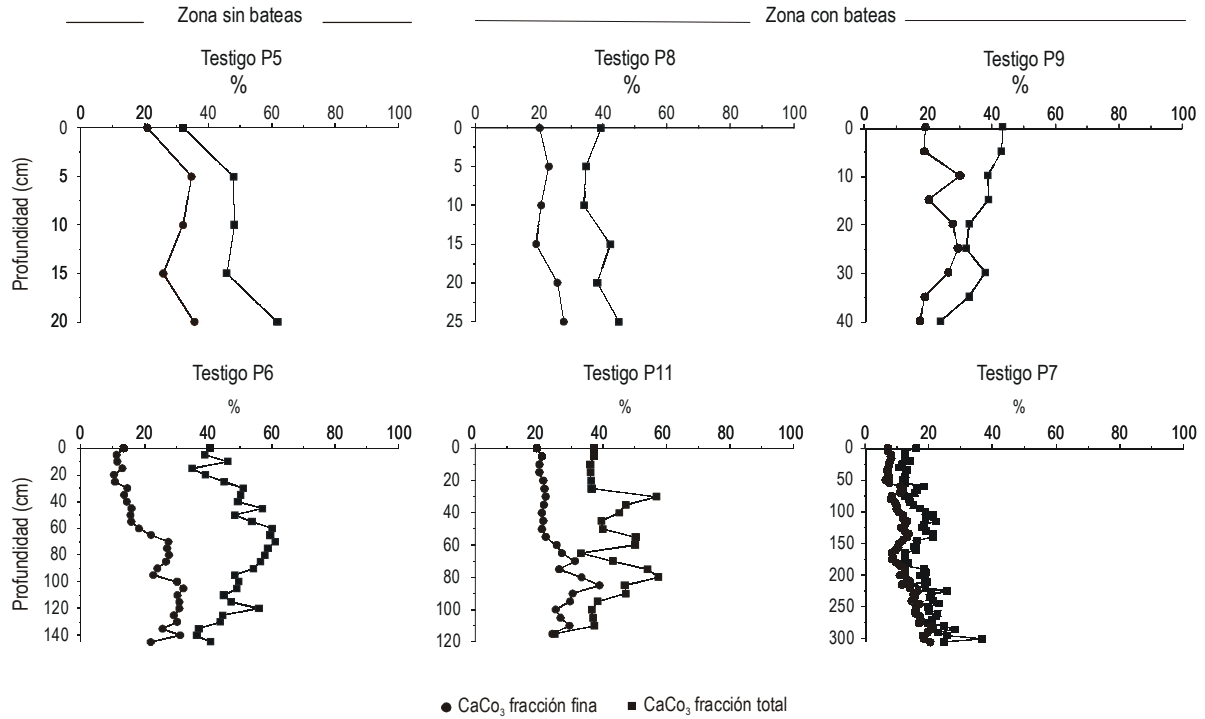 Zona sin bateas
Zona con bateas
Testigo P5
%
0 20 40 60 80 100
Profundidad (cm)
0
5
10
15
20
Testigo P8
%
0 20 40 60 80 100
0
5
10
15
20
25
Testigo P9
%
0 20 40 60 80 100
0
10
20
30
40
Testigo P6
%
0 20 40 60 80 100
Profundidad (cm)
0
20
40
60
80
100
120
140
Testigo P11
%
0 20 40 60 80 100
0
20
40
60
80
100
120
Testigo P7
%
0 20 40 60 80 100
0
50
100
150
200
250
300
CaCo₃ fracción fina CaCo₃ fracción total